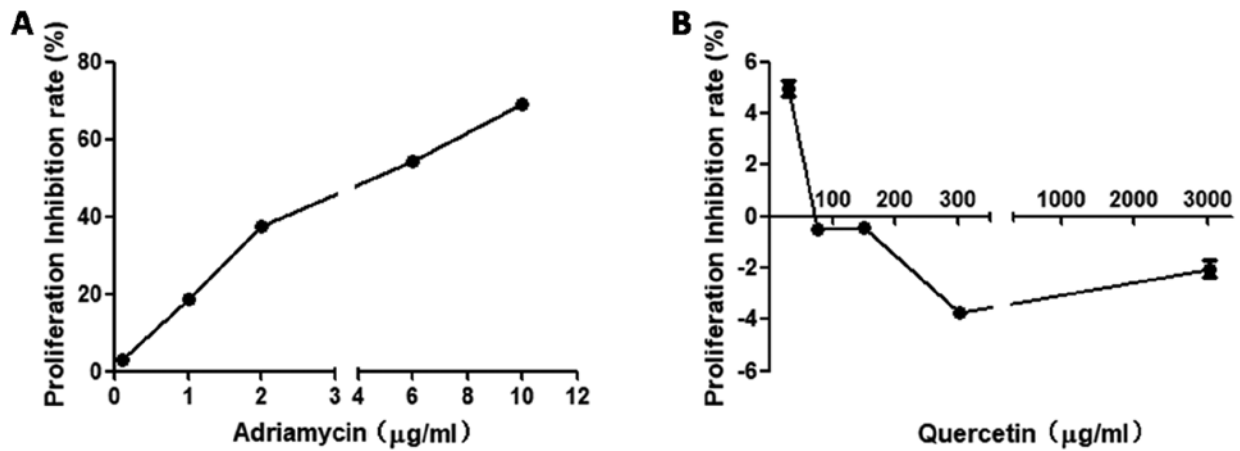 A
Proliferation Inhibition rate (%)
80
60
40
20
0
0 1 2 3 4 6 8 10 12
Adriamycin（μg/ml）
B
Proliferation Inhibition rate (%)
6
4
2
0
-2
-4
-6
100 200 300 1000 2000 3000
Quercetin（μg/ml）